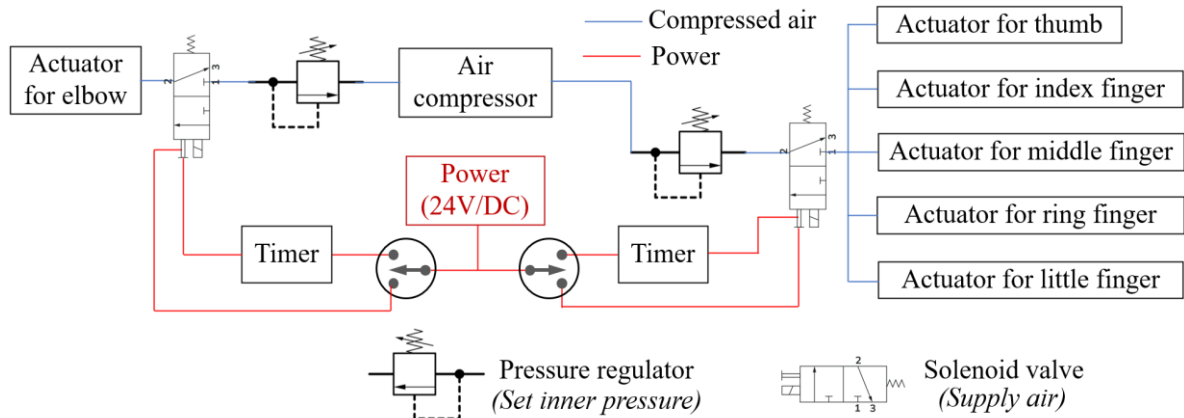 Compressed air
Power
Actuator
for elbow
2
3
1
Air
compressor
Actuator for thumb
Actuator for index finger
Actuator for middle finger
Actuator for ring finger
Actuator for little finger
2
3
1
Power
(24V/DC)
Timer
Timer
Pressure regulator
(Set inner pressure)
2
1 3
Solenoid valve
(Supply air)